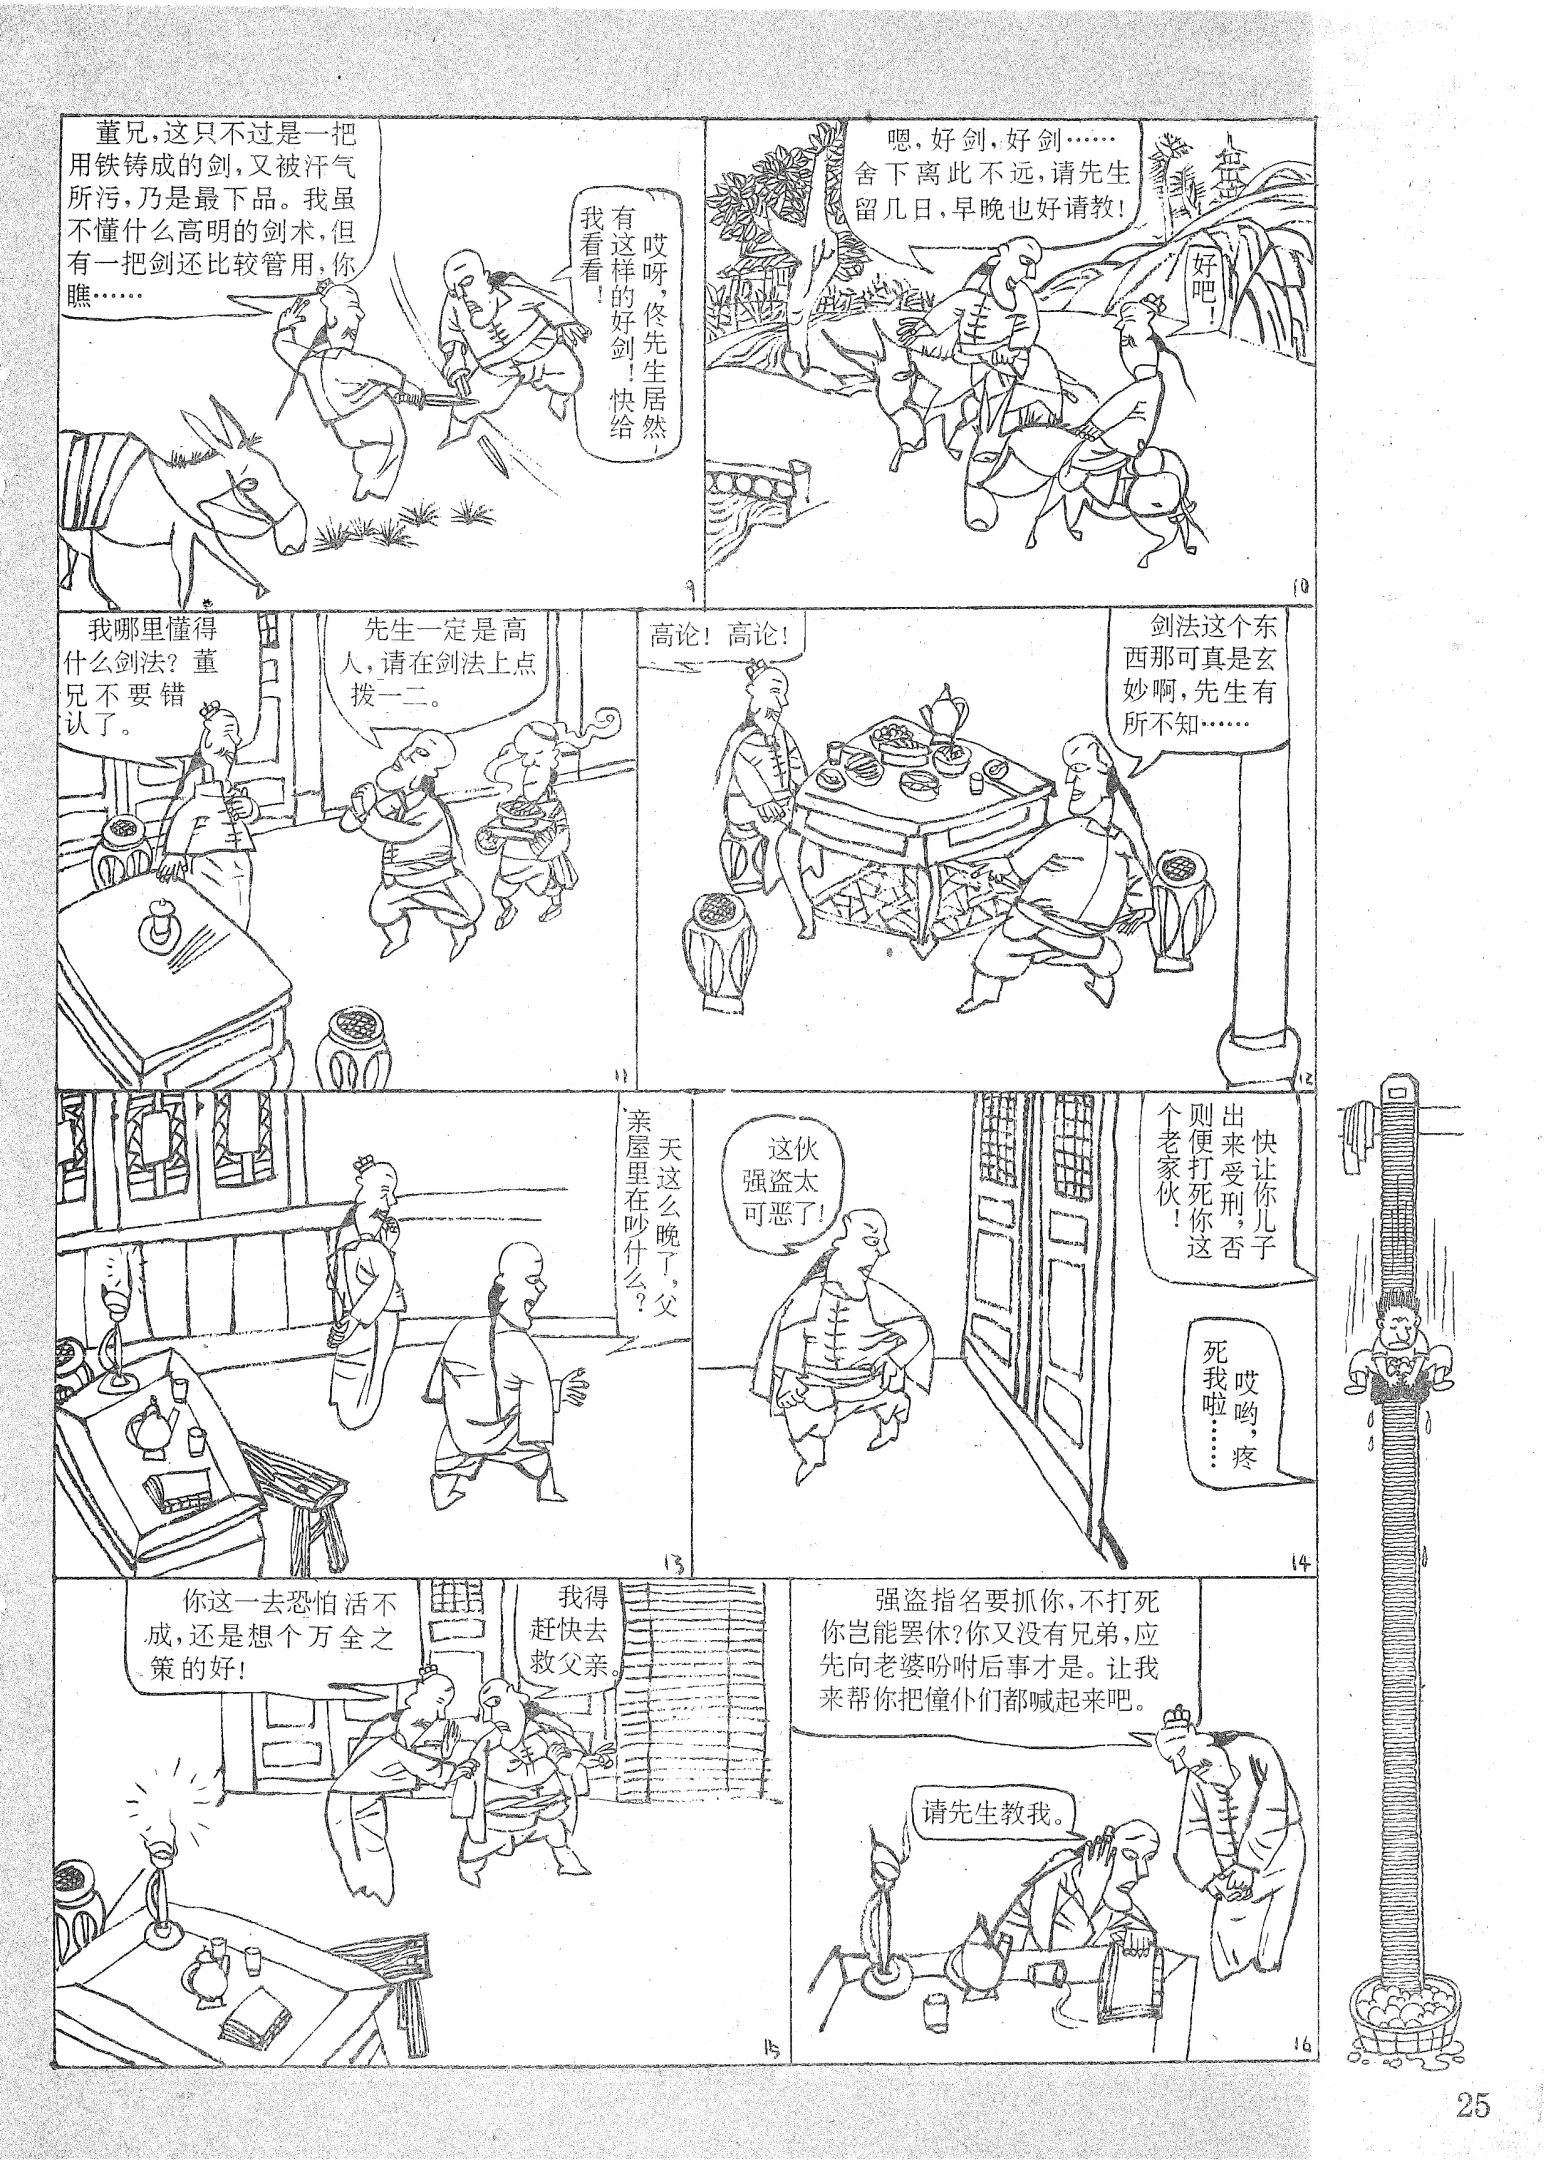 董兄，这只不过是一把
用铁铸成的剑，又被汗气
所污，乃是最下品。我虽
不懂什么高明的剑术，但
有一把剑还比较管用，你
瞧……
哎呀，佟先生居然
有这样的好剑！快给
我看看！
9
嗯，好剑，好剑……
舍下离此不远，请先生
留几日，早晚也好请教！
好吧！
10
我哪里懂得
什么剑法？董
兄不要错
认了。
先生一定是高
人，请在剑法上点
拨一二。
11
高论！高论！
剑法这个东
西那可真是玄
妙啊，先生有
所不知……
12
天这么晚了，父
亲屋里在吵什么？
13
这伙
强盗太
可恶了！
快让你儿子
出来受刑，否
则便打死你这
个老家伙！
哎哟，疼
死我啦……
14
你这一去恐怕活不
成，还是想个万全之
策的好！
我得
赶快去
救父亲。
15
强盗指名要抓你，不打死
你岂能罢休？你又没有兄弟，应
先向老婆吩咐后事才是。让我
来帮你把僮仆们都喊起来吧。
请先生教我。
16
25